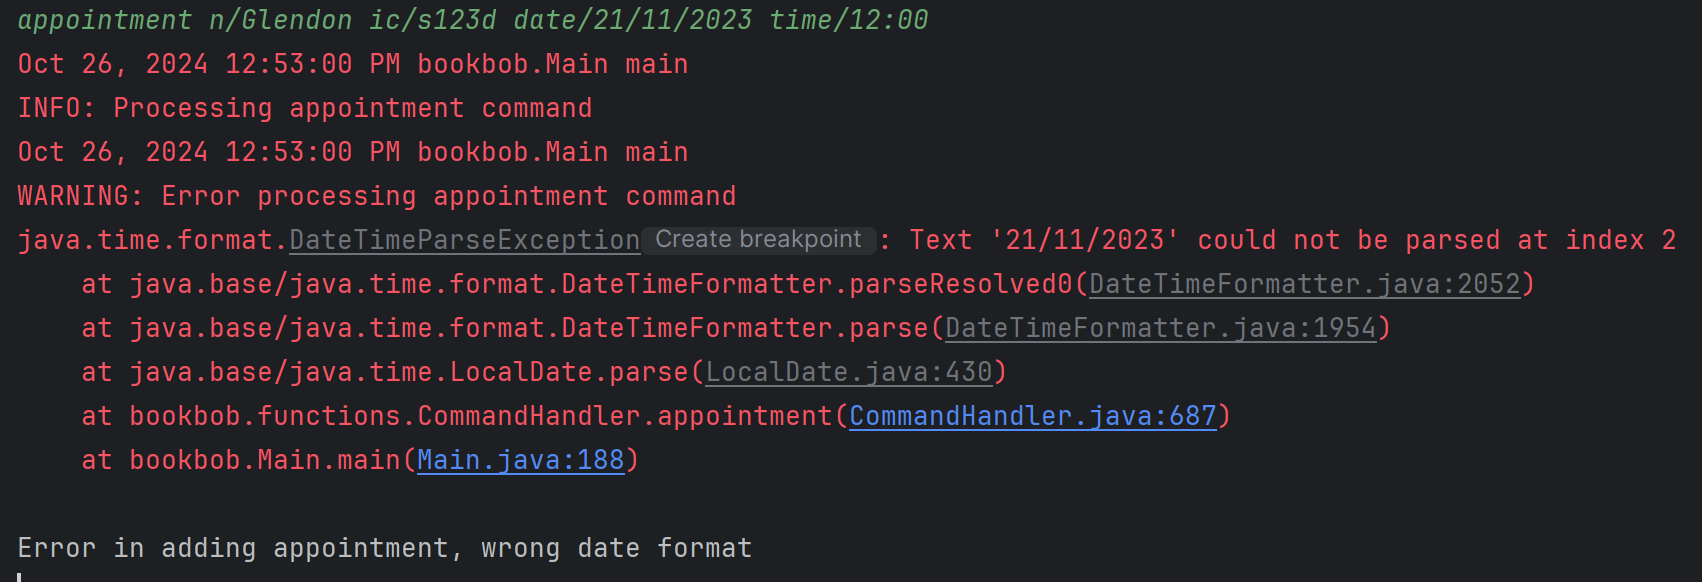 appointment n/Glendon ic/s123d date/21/11/2023 time/12:00
Oct 26, 2024 12:53:00 PM bookbob.Main main
INFO: Processing appointment command
Oct 26, 2024 12:53:00 PM bookbob.Main main
WARNING: Error processing appointment command
java.time.format.DateTimeParseException Create breakpoint : Text '21/11/2023' could not be parsed at index 2
at java.base/java.time.format.DateTimeFormatter.parseResolved0(DateTimeFormatter.java:2052)
at java.base/java.time.format.DateTimeFormatter.parse(DateTimeFormatter.java:1954)
at java.base/java.time.LocalDate.parse(LocalDate.java:430)
at bookbob.functions.CommandHandler.appointment(CommandHandler.java:687)
at bookbob.Main.main(Main.java:188)
Error in adding appointment, wrong date format